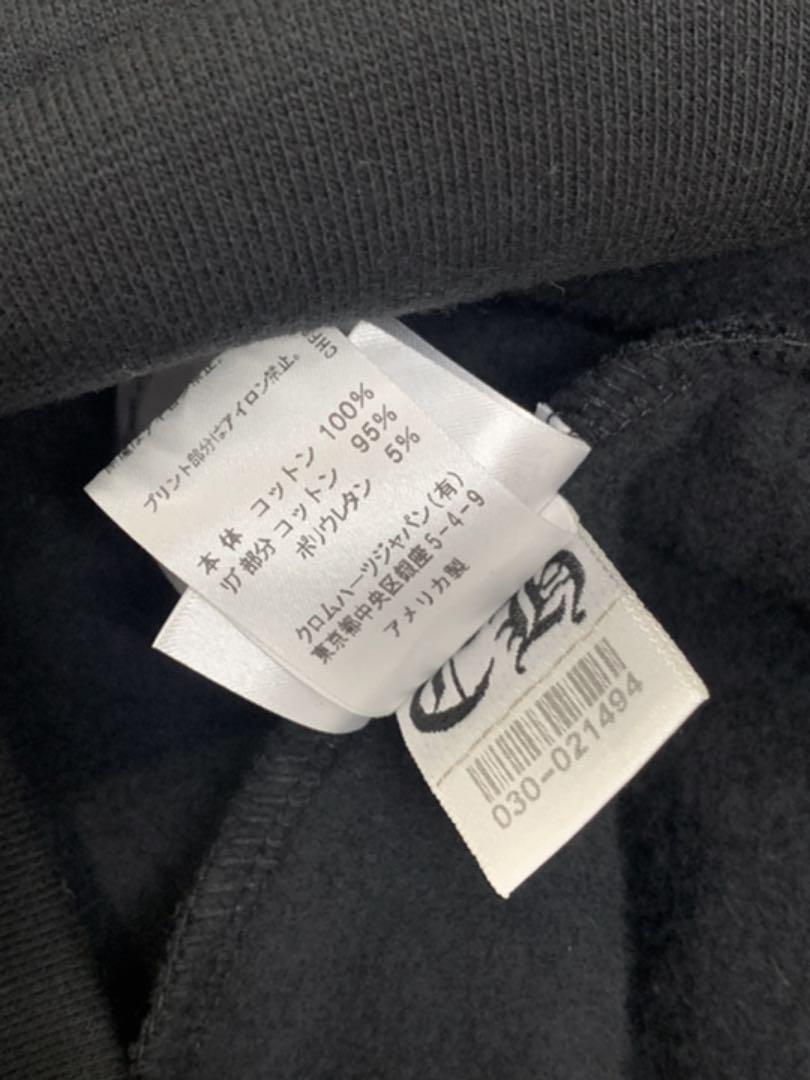 プリント部分はアイロン禁止。
本体 コットン 100%
リブ部分 コットン 95%
ポリウレタン 5%
クロムハーツジャパン(有)
東京都中央区銀座5-4-9
アメリカ製
030-021494